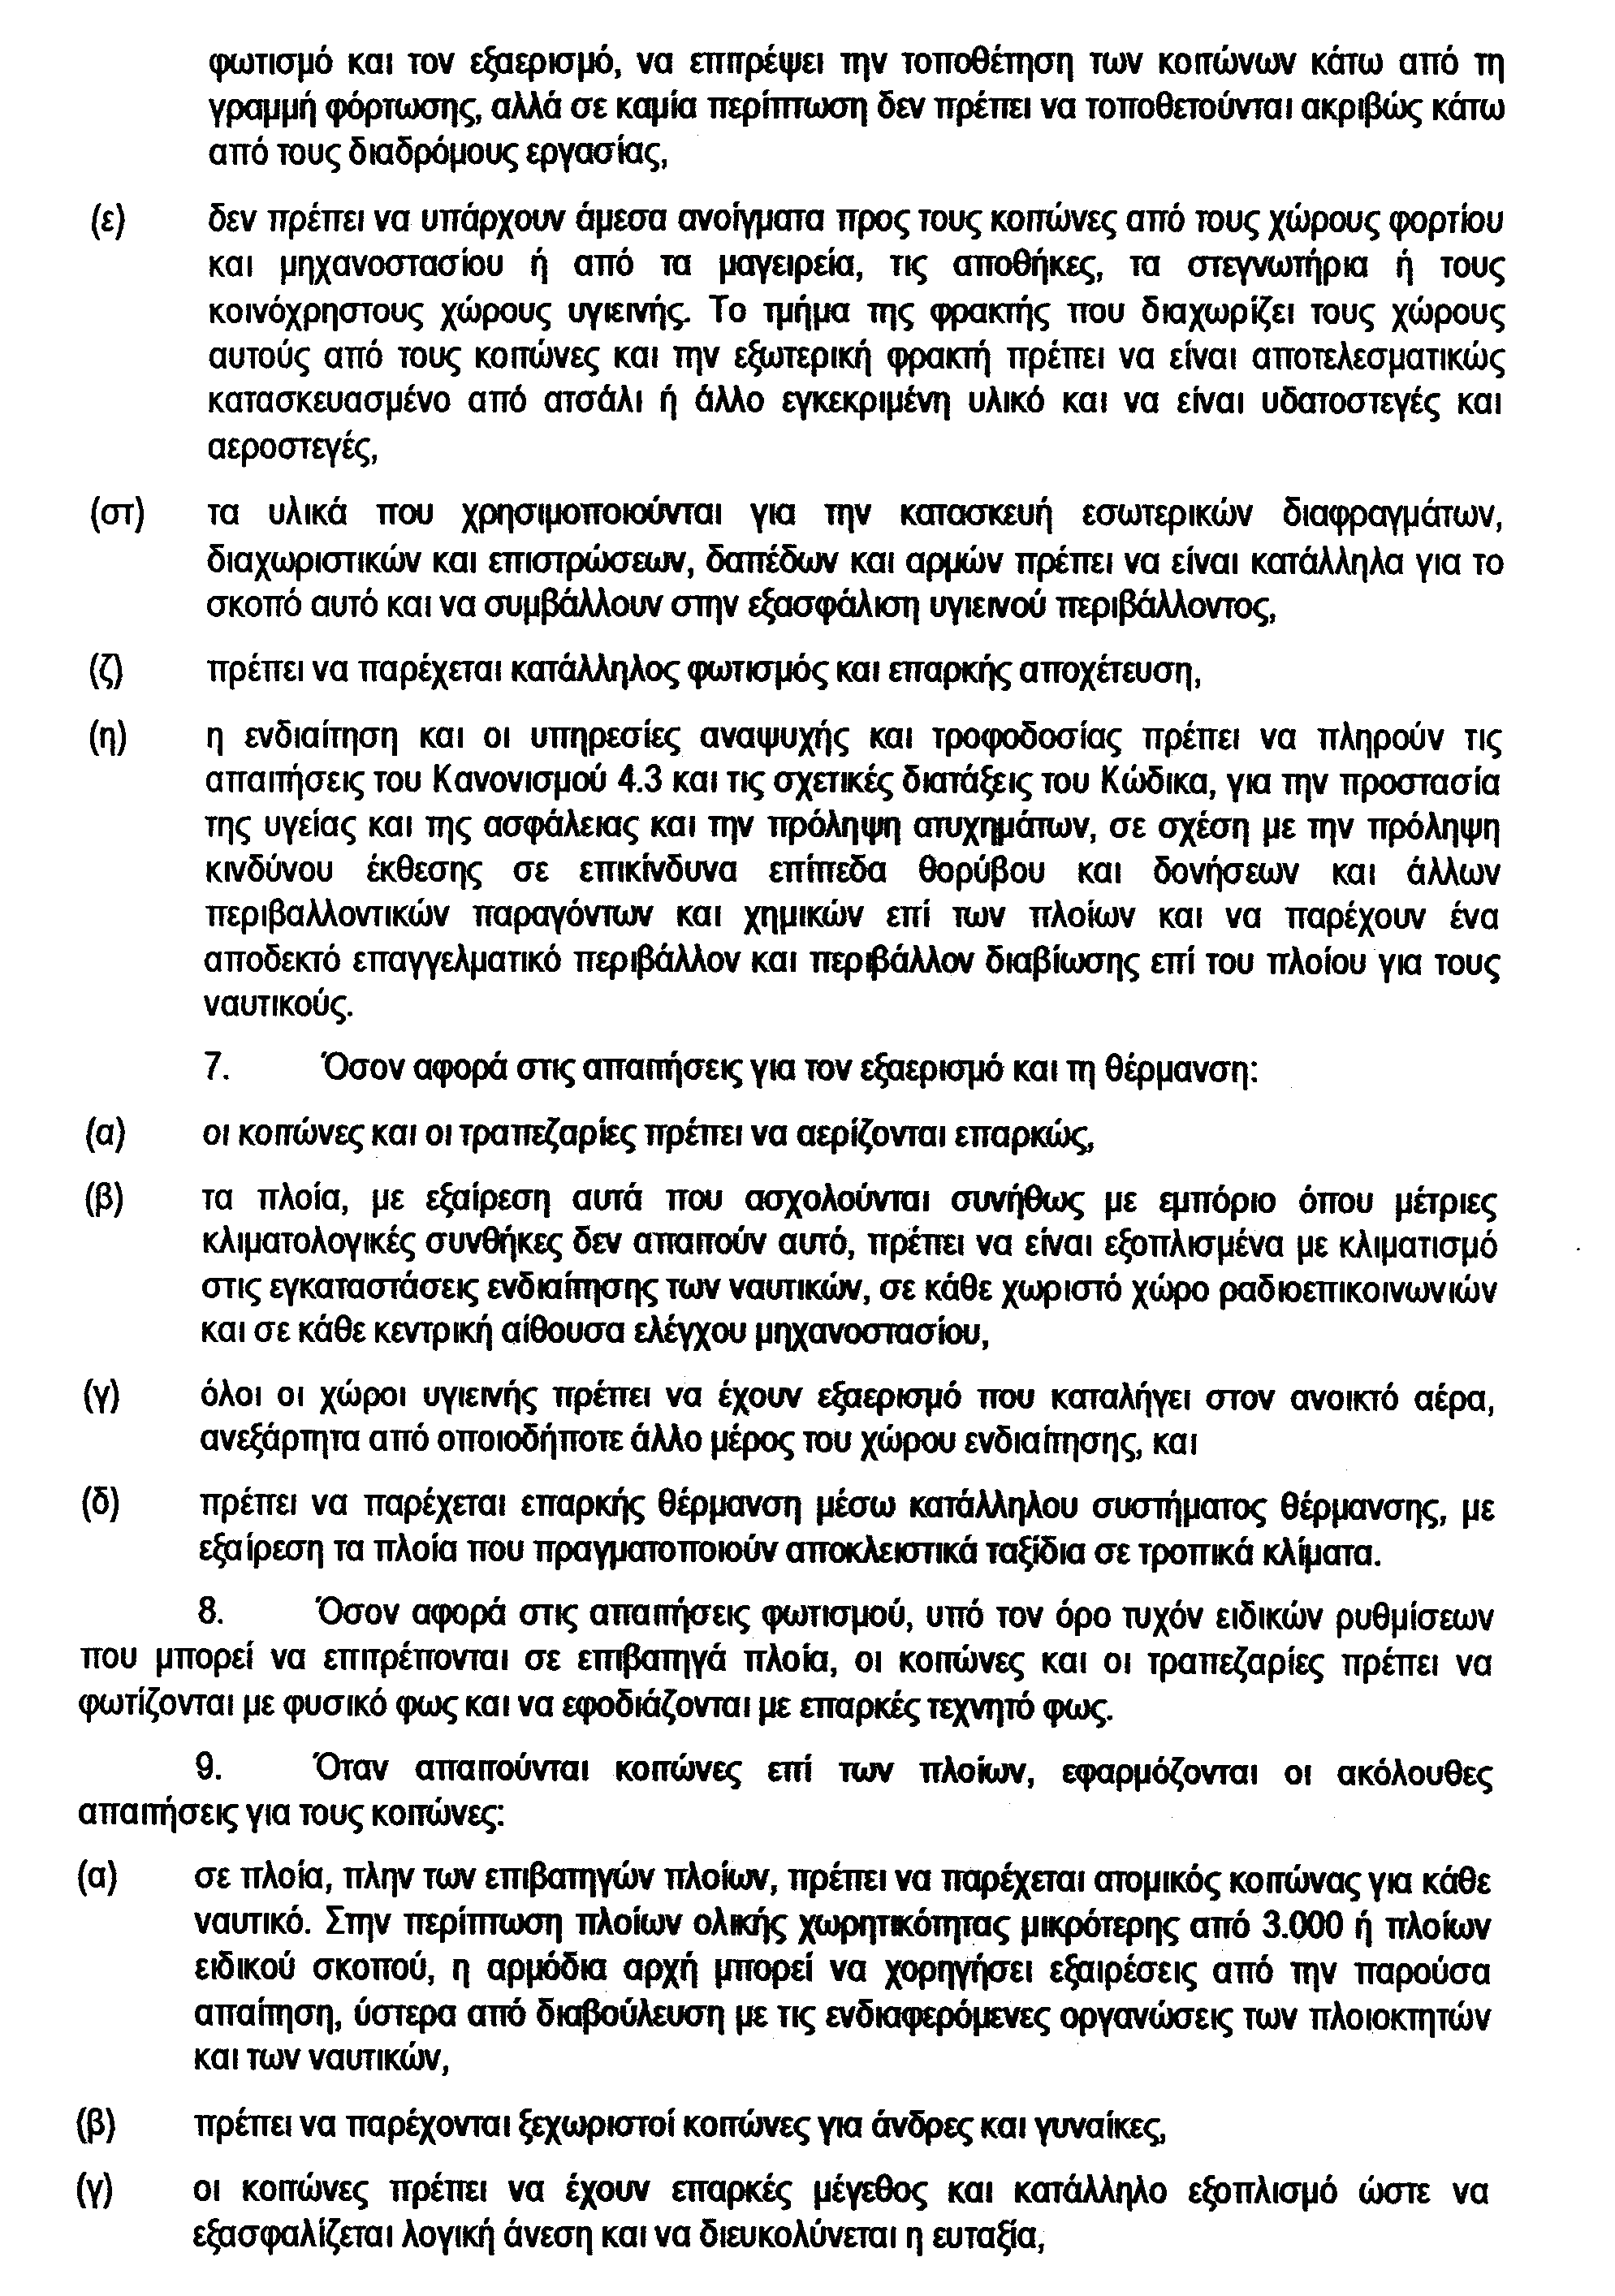 φωτισμό και τον εξαερισμό, να επιτρέψει την τοποθέτηση των κοιτώνων κάτω από τη
γραμμή φόρτωσης, αλλά σε καμία περίπτωση δεν πρέπει να τοποθετούνται ακριβώς κάτω
από τους διαδρόμους εργασίας,
(ε) δεν πρέπει να υπάρχουν άμεσα ανοίγματα προς τους κοιτώνες από τους χώρους φορτίου
και μηχανοστασίου ή από τα μαγειρεία, τις αποθήκες, τα στεγνωτήρια ή τους
κοινόχρηστους χώρους υγιεινής. Το τμήμα της φρακτής που διαχωρίζει τους χώρους
αυτούς από τους κοιτώνες και την εξωτερική φρακτή πρέπει να είναι αποτελεσματικώς
κατασκευασμένο από ατσάλι ή άλλο εγκεκριμένη υλικό και να είναι υδατοστεγές και
αεροστεγές,
(στ) τα υλικά που χρησιμοποιούνται για την κατασκευή εσωτερικών διαφραγμάτων,
διαχωριστικών και επιστρώσεων, δαπέδων και αρμών πρέπει να είναι κατάλληλα για το
σκοπό αυτό και να συμβάλλουν στην εξασφάλιση υγιεινού περιβάλλοντος,
(ζ) πρέπει να παρέχεται κατάλληλος φωτισμός και επαρκής αποχέτευση,
(η) η ενδιαίτηση και οι υπηρεσίες αναψυχής και τροφοδοσίας πρέπει να πληρούν τις
απαιτήσεις του Κανονισμού 4.3 και τις σχετικές διατάξεις του Κώδικα, για την προστασία
της υγείας και της ασφάλειας και την πρόληψη ατυχημάτων, σε σχέση με την πρόληψη
κινδύνου έκθεσης σε επικίνδυνα επίπεδα θορύβου και δονήσεων και άλλων
περιβαλλοντικών παραγόντων και χημικών επί των πλοίων και να παρέχουν ένα
αποδεκτό επαγγελματικό περιβάλλον και περιβάλλον διαβίωσης επί του πλοίου για τους
ναυτικούς.
7. Όσον αφορά στις απαιτήσεις για τον εξαερισμό και τη θέρμανση:
(α) οι κοιτώνες και οι τραπεζαρίες πρέπει να αερίζονται επαρκώς,
(β) τα πλοία, με εξαίρεση αυτά που ασχολούνται συνήθως με εμπόριο όπου μέτριες
κλιματολογικές συνθήκες δεν απαιτούν αυτό, πρέπει να είναι εξοπλισμένα με κλιματισμό
στις εγκαταστάσεις ενδιαίτησης των ναυτικών, σε κάθε χωριστό χώρο ραδιοεπικοινωνιών
και σε κάθε κεντρική αίθουσα ελέγχου μηχανοστασίου,
(γ) όλοι οι χώροι υγιεινής πρέπει να έχουν εξαερισμό που καταλήγει στον ανοικτό αέρα,
ανεξάρτητα από οποιοδήποτε άλλο μέρος του χώρου ενδιαίτησης, και
(δ) πρέπει να παρέχεται επαρκής θέρμανση μέσω κατάλληλου συστήματος θέρμανσης, με
εξαίρεση τα πλοία που πραγματοποιούν αποκλειστικά ταξίδια σε τροπικά κλίματα.
8. Όσον αφορά στις απαιτήσεις φωτισμού, υπό τον όρο τυχόν ειδικών ρυθμίσεων
που μπορεί να επιτρέπονται σε επιβατηγά πλοία, οι κοιτώνες και οι τραπεζαρίες πρέπει να
φωτίζονται με φυσικό φως και να εφοδιάζονται με επαρκές τεχνητό φως.
9. Όταν απαιτούνται κοιτώνες επί των πλοίων, εφαρμόζονται οι ακόλουθες
απαιτήσεις για τους κοιτώνες:
(α) σε πλοία, πλην των επιβατηγών πλοίων, πρέπει να παρέχεται ατομικός κοιτώνας για κάθε
ναυτικό. Στην περίπτωση πλοίων ολικής χωρητικότητας μικρότερης από 3.000 ή πλοίων
ειδικού σκοπού, η αρμόδια αρχή μπορεί να χορηγήσει εξαιρέσεις από την παρούσα
απαίτηση, ύστερα από διαβούλευση με τις ενδιαφερόμενες οργανώσεις των πλοιοκτητών
και των ναυτικών,
(β) πρέπει να παρέχονται ξεχωριστοί κοιτώνες για άνδρες και γυναίκες,
(γ) οι κοιτώνες πρέπει να έχουν επαρκές μέγεθος και κατάλληλο εξοπλισμό ώστε να
εξασφαλίζεται λογική άνεση και να διευκολύνεται η ευταξία,